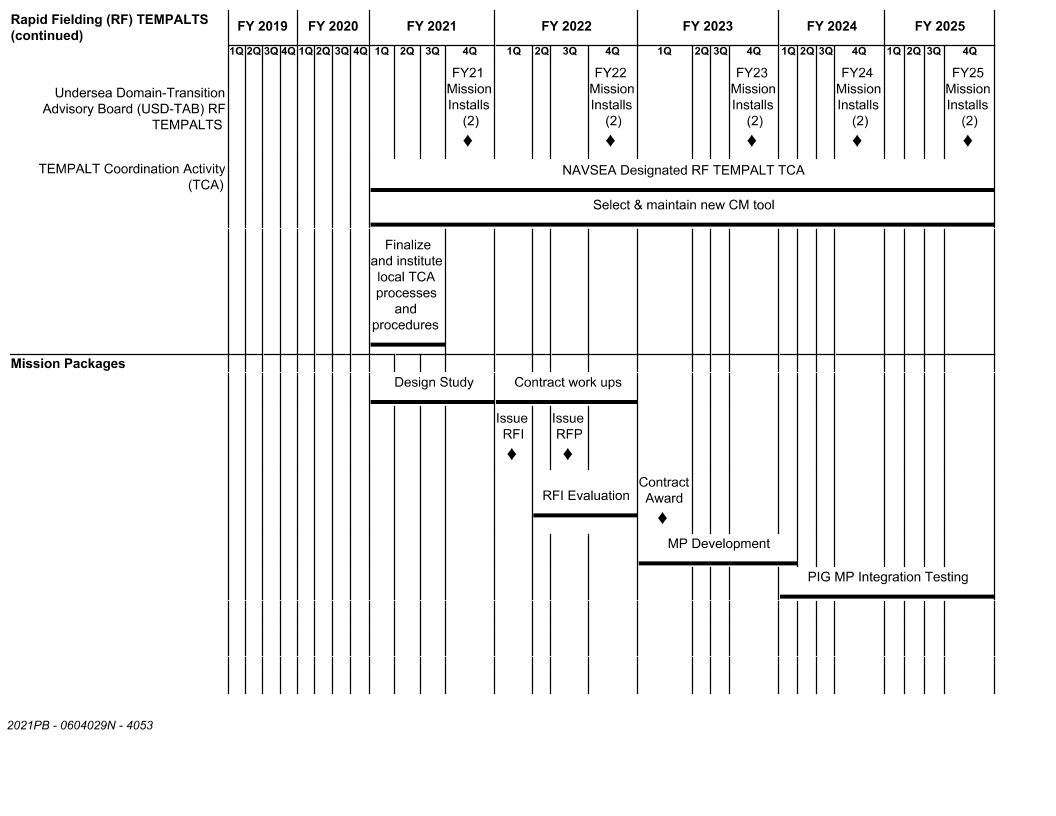 Rapid Fielding (RF) TEMPALTS
(continued)
FY 2019 FY 2020 FY 2021 FY 2022 FY 2023 FY 2024 FY 2025
1Q 2Q 3Q 4Q 1Q 2Q 3Q 4Q 1Q 2Q 3Q 4Q 1Q 2Q 3Q 4Q 1Q 2Q 3Q 4Q 1Q 2Q 3Q 4Q 1Q 2Q 3Q 4Q
Undersea Domain-Transition
Advisory Board (USD-TAB) RF
TEMPALTS
FY21
Mission
Installs
(2)
FY22
Mission
Installs
(2)
FY23
Mission
Installs
(2)
FY24
Mission
Installs
(2)
FY25
Mission
Installs
(2)
TEMPALT Coordination Activity
(TCA)
NAVSEA Designated RF TEMPALT TCA
Select & maintain new CM tool
Finalize
and institute
local TCA
processes
and
procedures
Mission Packages
Design Study
Contract work ups
Issue
RFI
Issue
RFP
RFI Evaluation
Contract
Award
MP Development
PIG MP Integration Testing
2021PB - 0604029N - 4053